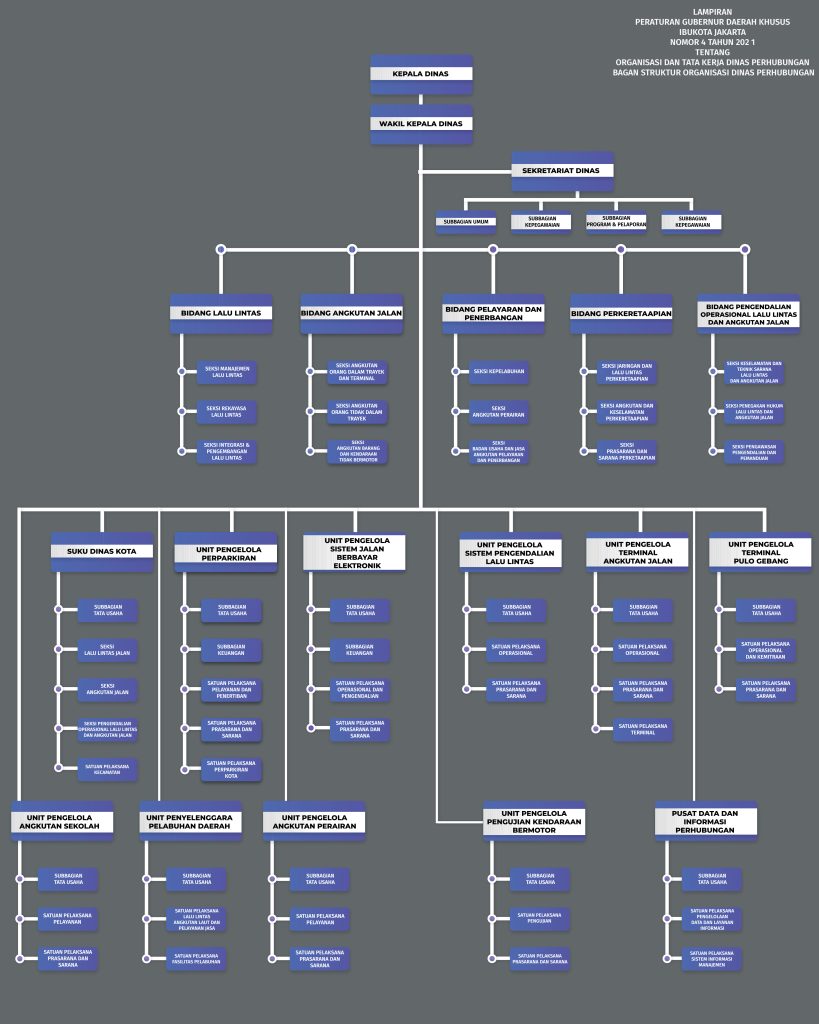 LAMPIRAN
PERATURAN GUBERNUR DAERAH KHUSUS
IBUKOTA JAKARTA
NOMOR 4 TAHUN 202 1
TENTANG
ORGANISASI DAN TATA KERJA DINAS PERHUBUNGAN
BAGAN STRUKTUR ORGANISASI DINAS PERHUBUNGAN
KEPALA DINAS
WAKIL KEPALA DINAS
SEKRETARIAT DINAS
SUBBAGIAN UMUM
SUBBAGIAN
KEPEGAWAIAN
SUBBAGIAN
PROGRAM & PELAPORAN
SUBBAGIAN
KEPEGAWAIAN
BIDANG LALU LINTAS
SEKSI MANAJEMEN
LALU LINTAS
SEKSI REKAYASA
LALU LINTAS
SEKSI INTEGRASI &
PENGEMBANGAN
LALU LINTAS
BIDANG ANGKUTAN JALAN
SEKSI ANGKUTAN
ORANG DALAM TRAYEK
DAN TERMINAL
SEKSI ANGKUTAN
ORANG TIDAK DALAM
TRAYEK
SEKSI
ANGKUTAN BARANG
DAN KENDARAAN
TIDAK BERMOTOR
BIDANG PELAYARAN DAN
PENERBANGAN
SEKSI KEPELABUHAN
SEKSI
ANGKUTAN PERAIRAN
SEKSI
BADAN USAHA DAN JASA
ANGKUTAN PELAYARAN
DAN PENERBANGAN
BIDANG PERKERETAAPIAN
SEKSI JARINGAN DAN
LALU LINTAS
PERKERETAAPIAN
SEKSI ANGKUTAN DAN
KESELAMATAN
PERKERETAAPIAN
SEKSI
PRASARANA DAN
SARANA PERKETAAPIAN
BIDANG PENGENDALIAN
OPERASIONAL LALU LINTAS
DAN ANGKUTAN JALAN
SEKSI KESELAMATAN DAN
TEKNIK SARANA
LALU LINTAS
DAN ANGKUTAN JALAN
SEKSI PENEGAKAN HUKUM
LALU LINTAS DAN
ANGKUTAN JALAN
SEKSI PENGAWASAN
PENGENDALIAN DAN
PEMANDUAN
SUKU DINAS KOTA
SUBBAGIAN
TATA USAHA
SEKSI
LALU LINTAS JALAN
SEKSI
ANGKUTAN JALAN
SEKSI PENGENDALIAN
OPERASIONAL LALU LINTAS
DAN ANGKUTAN JALAN
SATUAN PELAKSANA
KECAMATAN
UNIT PENGELOLA
PERPARKIRAN
SUBBAGIAN
TATA USAHA
SUBBAGIAN
KEUANGAN
SATUAN PELAKSANA
PELAYANAN DAN
PENERTIBAN
SATUAN PELAKSANA
PRASARANA DAN
SARANA
SATUAN PELAKSANA
PERPARKIRAN
KOTA
UNIT PENGELOLA
SISTEM JALAN
BERBAYAR
ELEKTRONIK
SUBBAGIAN
TATA USAHA
SUBBAGIAN
KEUANGAN
SATUAN PELAKSANA
OPERASIONAL DAN
PENGENDALIAN
SATUAN PELAKSANA
PRASARANA DAN
SARANA
UNIT PENGELOLA
SISTEM PENGENDALIAN
LALU LINTAS
SUBBAGIAN
TATA USAHA
SATUAN PELAKSANA
OPERASIONAL
SATUAN PELAKSANA
PRASARANA DAN
SARANA
UNIT PENGELOLA
TERMINAL
ANGKUTAN JALAN
SUBBAGIAN
TATA USAHA
SATUAN PELAKSANA
OPERASIONAL
SATUAN PELAKSANA
PRASARANA DAN
SARANA
SATUAN PELAKSANA
TERMINAL
UNIT PENGELOLA
TERMINAL
PULO GEBANG
SUBBAGIAN
TATA USAHA
SATUAN PELAKSANA
OPERASIONAL
DAN KEMITRAAN
SATUAN PELAKSANA
PRASARANA DAN
SARANA
UNIT PENGELOLA
ANGKUTAN SEKOLAH
SUBBAGIAN
TATA USAHA
SATUAN PELAKSANA
PELAYANAN
SATUAN PELAKSANA
PRASARANA DAN
SARANA
UNIT PENYELENGGARA
PELABUHAN DAERAH
SUBBAGIAN
TATA USAHA
SATUAN PELAKSANA
LALU LINTAS
ANGKUTAN LAUT DAN
PELAYANAN JASA
SATUAN PELAKSANA
FASILITAS PELABUHAN
UNIT PENGELOLA
ANGKUTAN PERAIRAN
SUBBAGIAN
TATA USAHA
SATUAN PELAKSANA
PELAYANAN
SATUAN PELAKSANA
PRASARANA DAN
SARANA
UNIT PENGELOLA
PENGUJIAN KENDARAAN
BERMOTOR
SUBBAGIAN
TATA USAHA
SATUAN PELAKSANA
PENGUJIAN
SATUAN PELAKSANA
PRASARANA DAN SARANA
PUSAT DATA DAN
INFORMASI
PERHUBUNGAN
SUBBAGIAN
TATA USAHA
SATUAN PELAKSANA
PENGELOLAAN
DATA DAN LAYANAN
INFORMASI
SATUAN PELAKSANA
SISTEM INFORMASI
MANAJEMEN